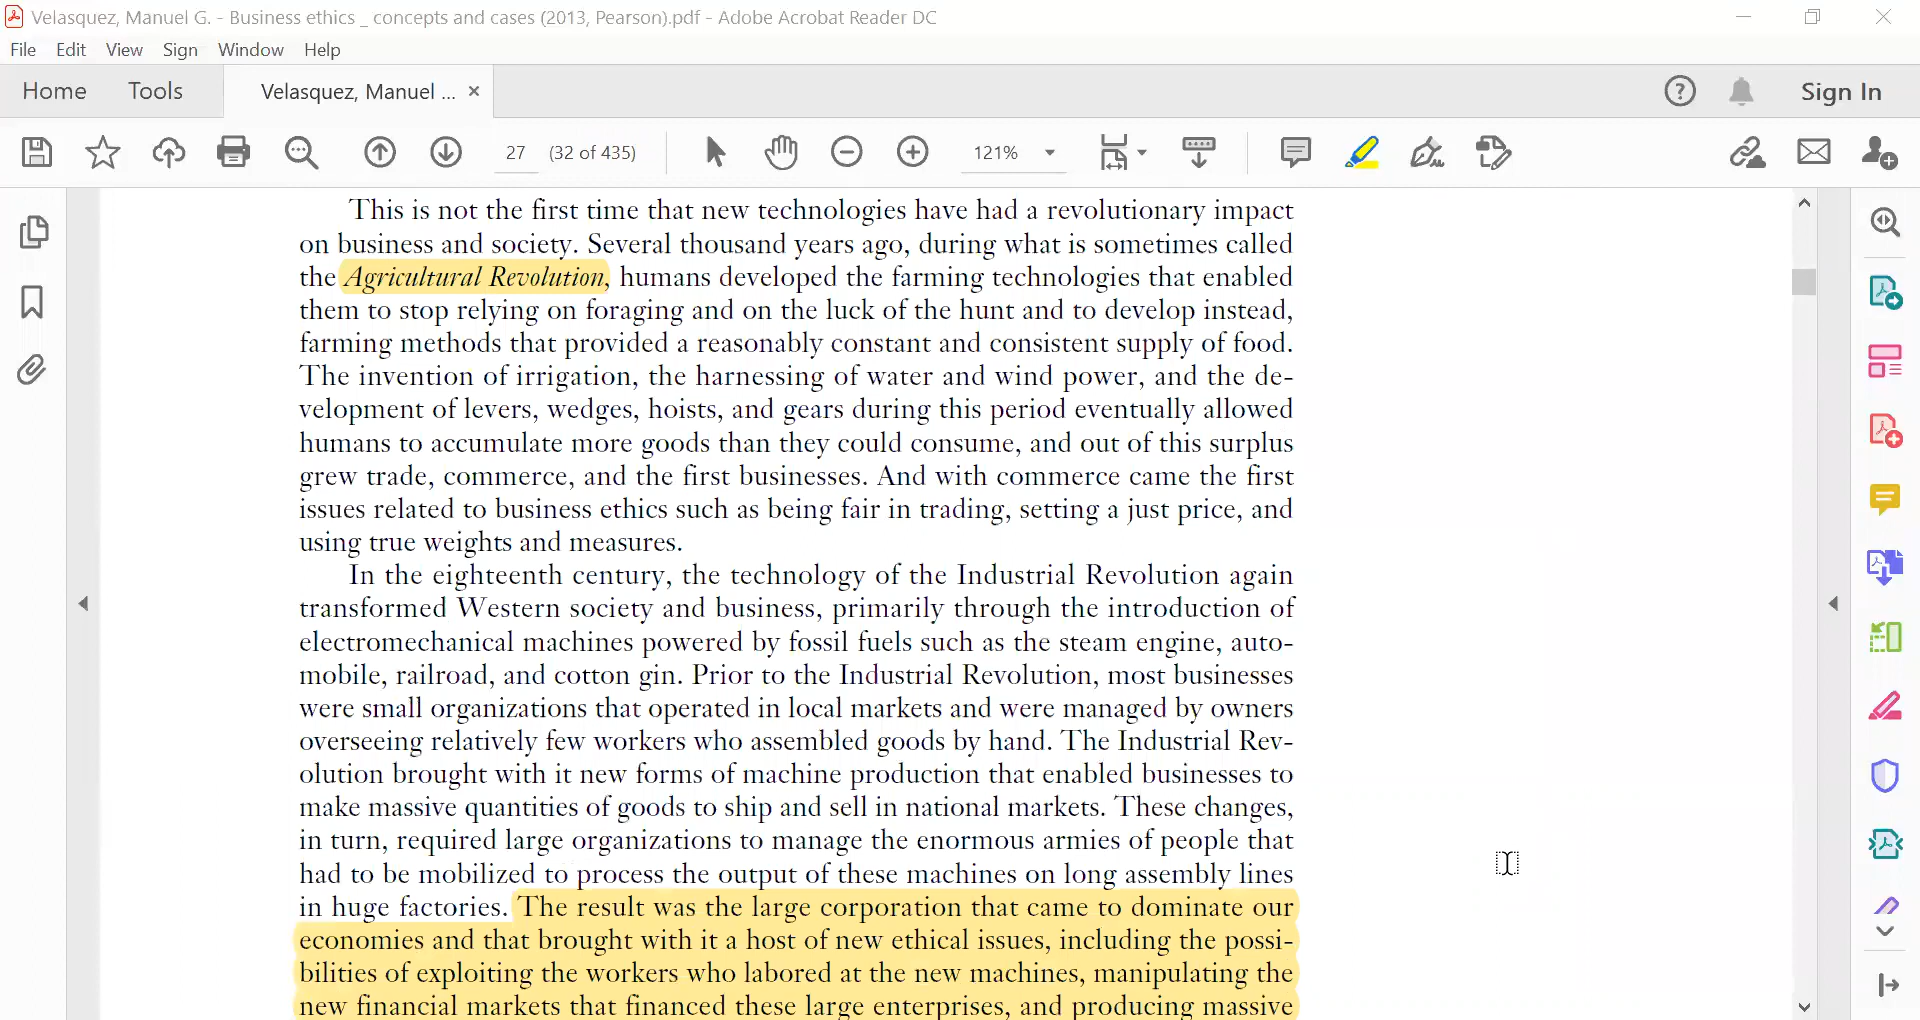 Velasquez, Manuel G. - Business ethics _ concepts and cases (2013, Pearson).pdf - Adobe Acrobat Reader DC
File Edit View Sign Window Help
Home Tools Velasquez, Manuel ... × Sign In
27 (32 of 435) 121%
This is not the first time that new technologies have had a revolutionary impact
on business and society. Several thousand years ago, during what is sometimes called
the Agricultural Revolution, humans developed the farming technologies that enabled
them to stop relying on foraging and on the luck of the hunt and to develop instead,
farming methods that provided a reasonably constant and consistent supply of food.
The invention of irrigation, the harnessing of water and wind power, and the de-
velopment of levers, wedges, hoists, and gears during this period eventually allowed
humans to accumulate more goods than they could consume, and out of this surplus
grew trade, commerce, and the first businesses. And with commerce came the first
issues related to business ethics such as being fair in trading, setting a just price, and
using true weights and measures.
In the eighteenth century, the technology of the Industrial Revolution again
transformed Western society and business, primarily through the introduction of
electromechanical machines powered by fossil fuels such as the steam engine, auto-
mobile, railroad, and cotton gin. Prior to the Industrial Revolution, most businesses
were small organizations that operated in local markets and were managed by owners
overseeing relatively few workers who assembled goods by hand. The Industrial Rev-
olution brought with it new forms of machine production that enabled businesses to
make massive quantities of goods to ship and sell in national markets. These changes,
in turn, required large organizations to manage the enormous armies of people that
had to be mobilized to process the output of these machines on long assembly lines
in huge factories. The result was the large corporation that came to dominate our
economies and that brought with it a host of new ethical issues, including the possi-
bilities of exploiting the workers who labored at the new machines, manipulating the
new financial markets that financed these large enterprises, and producing massive